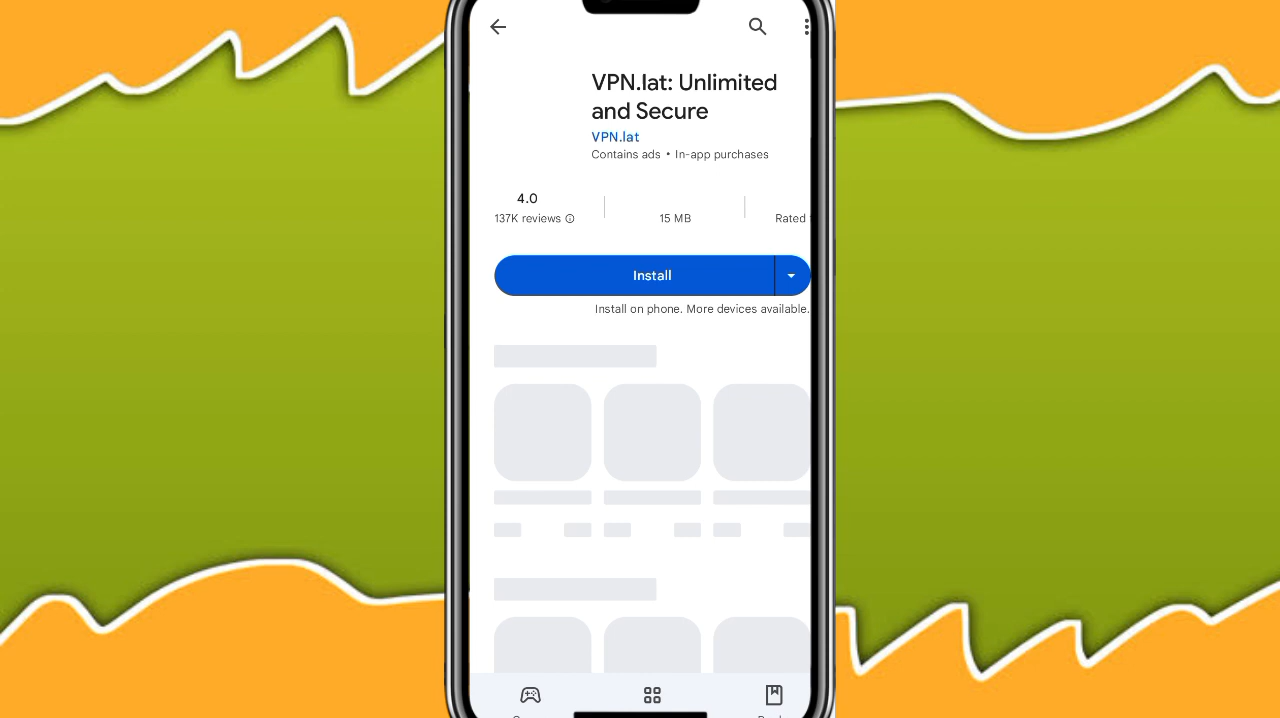 VPN.lat: Unlimited
and Secure
VPN.lat
Contains ads • In-app purchases
4.0
137K reviews
15 MB
Rated
Install
Install on phone. More devices available.